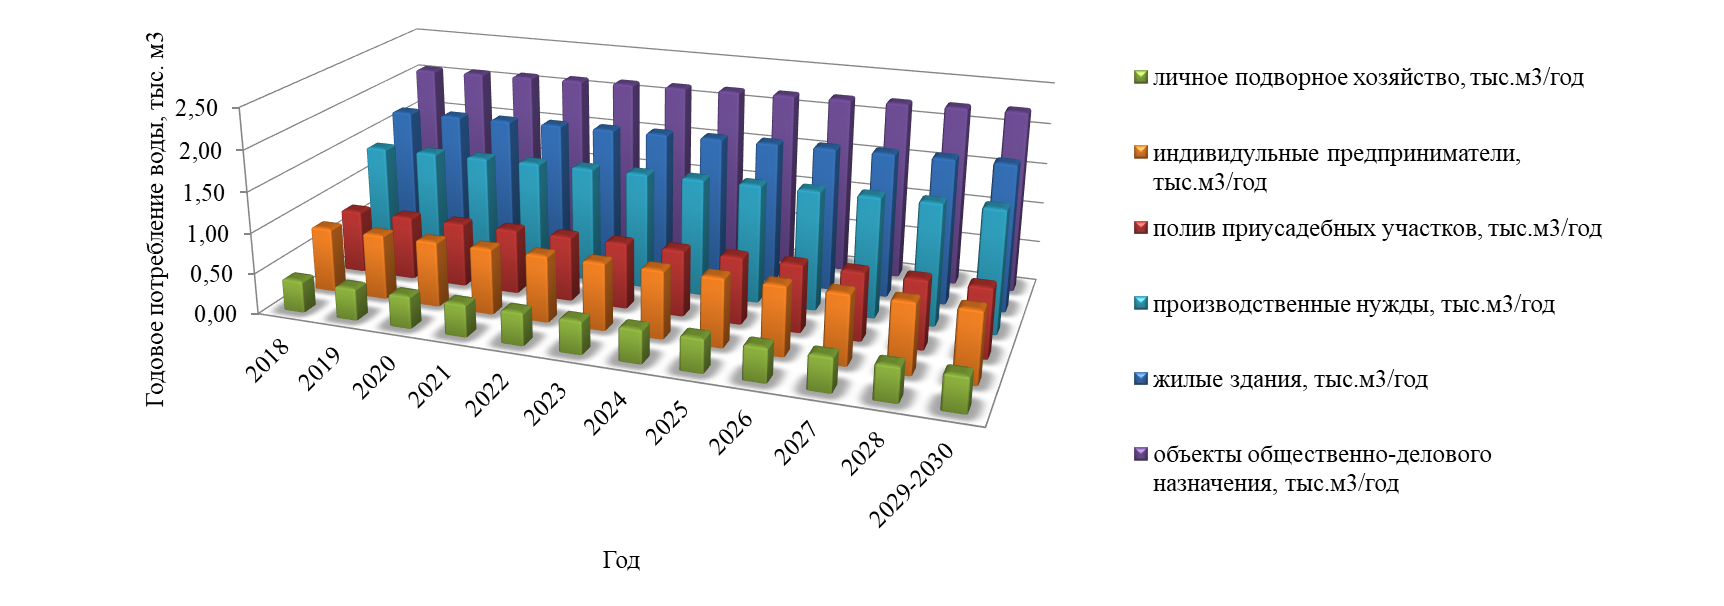 Годовое потребление воды, тыс. м3
2,50
2,00
1,50
1,00
0,50
0,00
2018
2019
2020
2021
2022
2023
2024
2025
2026
2027
2028
2029-2030
Год
личное подворное хозяйство, тыс.м3/год
индивидульные предприниматели,
тыс.м3/год
полив приусадебных участков, тыс.м3/год
производственные нужды, тыс.м3/год
жилые здания, тыс.м3/год
объекты общественно-делового
назначения, тыс.м3/год